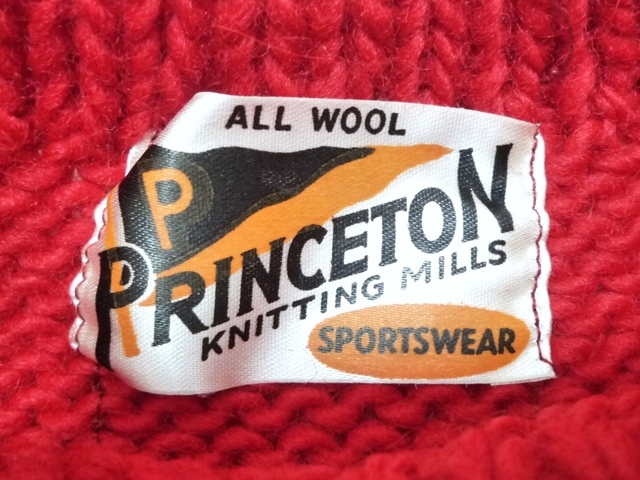 ALL WOOL
P
PRINCETON
KNITTING MILLS
SPORTSWEAR